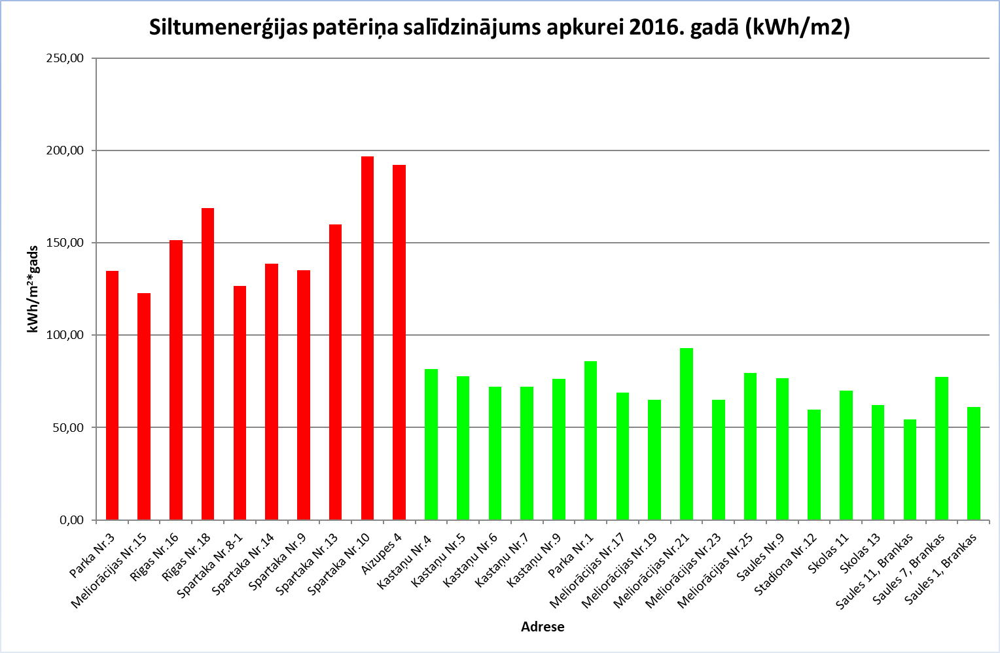 Siltumenerģijas patēriņa salīdzinājums apkurei 2016. gadā (kWh/m2)
250,00
200,00
150,00
100,00
50,00
0,00
kWh/m²*gads
Parka Nr.3
Meliorācijas Nr.15
Rīgas Nr.16
Rīgas Nr.18
Spartaka Nr.8-1
Spartaka Nr.14
Spartaka Nr.9
Spartaka Nr.13
Spartaka Nr.10
Aizupes 4
Kastaņu Nr.4
Kastaņu Nr.5
Kastaņu Nr.6
Kastaņu Nr.7
Kastaņu Nr.9
Parka Nr.1
Meliorācijas Nr.17
Meliorācijas Nr.19
Meliorācijas Nr.21
Meliorācijas Nr.23
Meliorācijas Nr.25
Saules Nr.9
Stadiona Nr.12
Skolas 11
Skolas 13
Saules 11, Brankas
Saules 7, Brankas
Saules 1, Brankas
Adrese